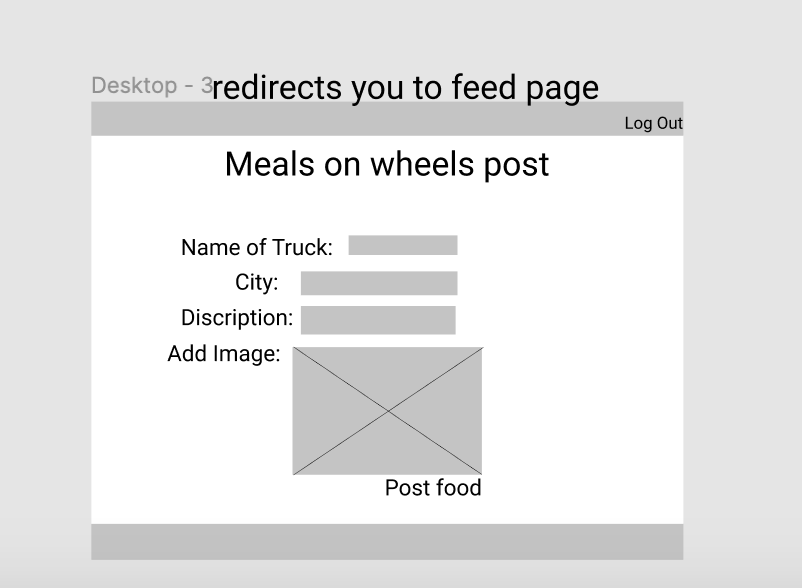 Desktop - 3
redirects you to feed page
Log Out
Meals on wheels post
Name of Truck:
City:
Discription:
Add Image:
Post food